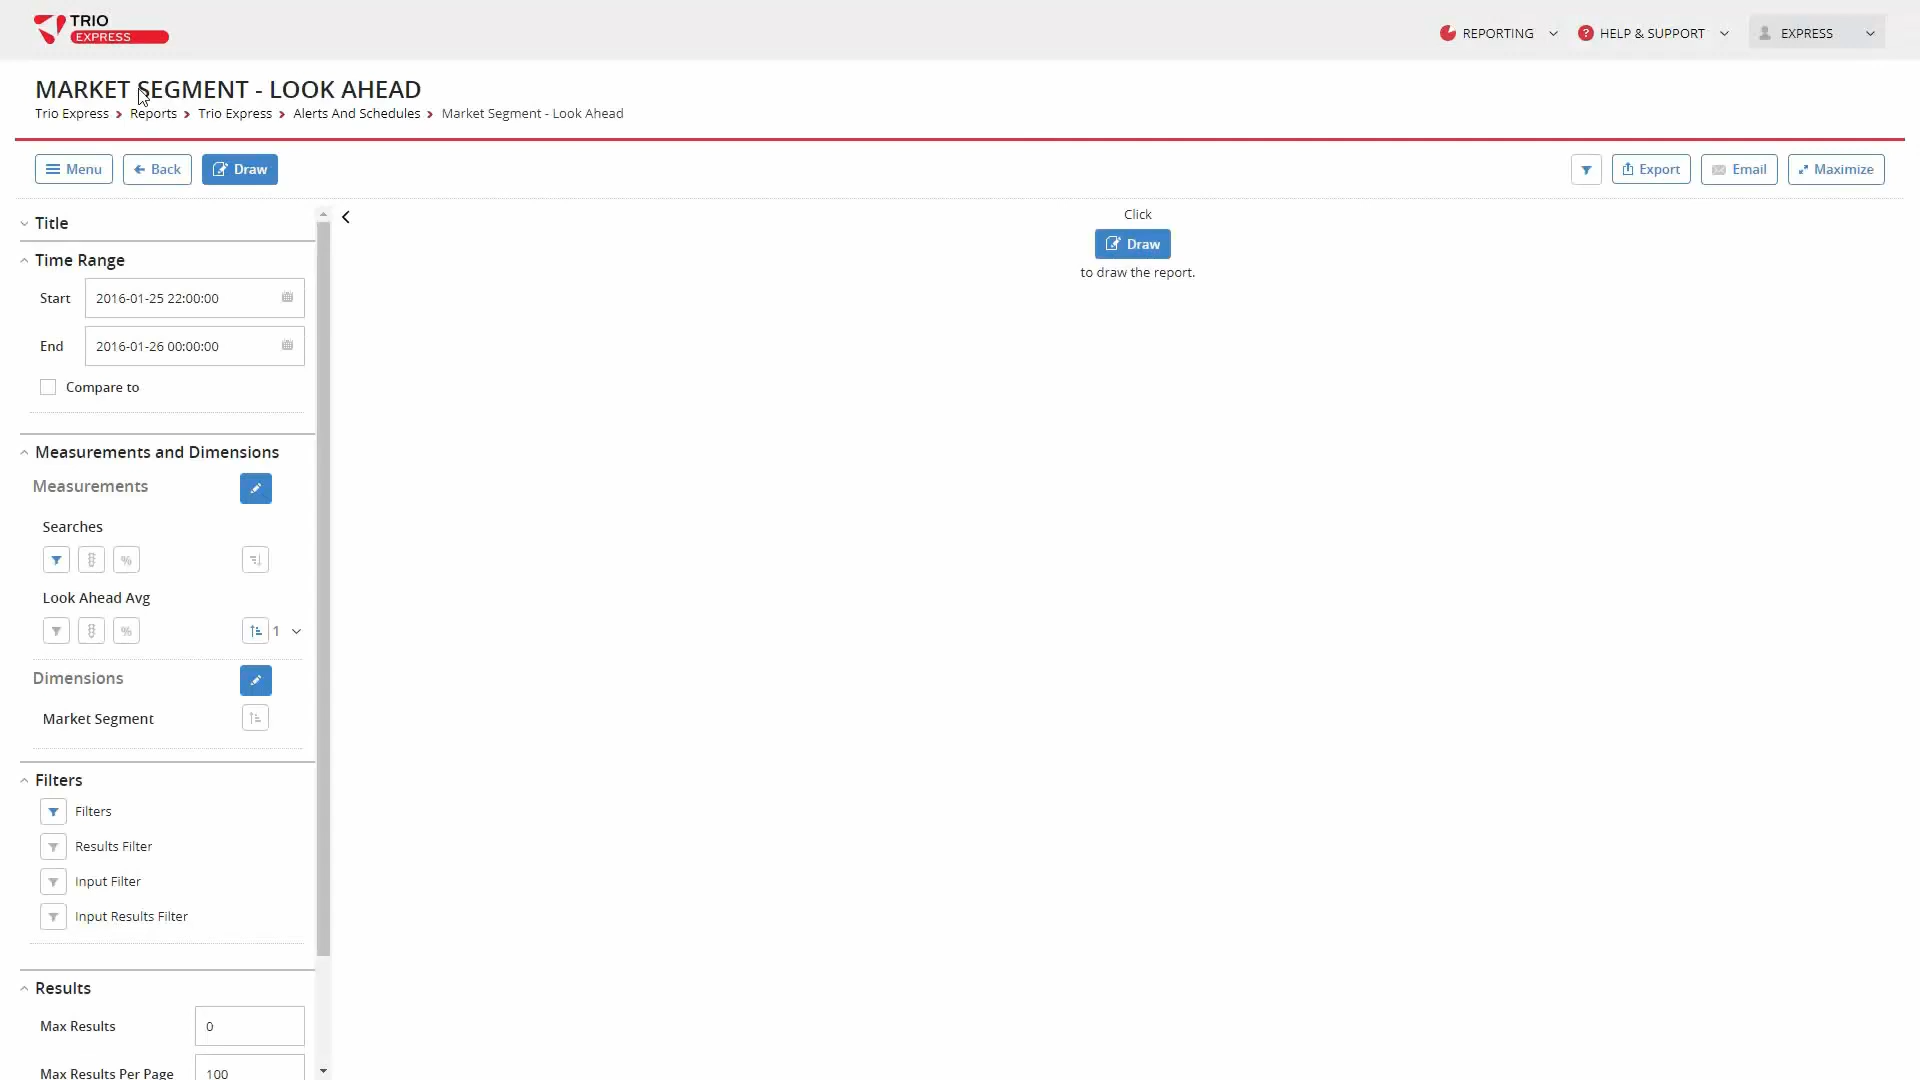 TRIO
EXPRESS
REPORTING
HELP & SUPPORT
EXPRESS
MARKET SEGMENT - LOOK AHEAD
Trio Express > Reports > Trio Express > Alerts And Schedules > Market Segment - Look Ahead
Menu
Back
Draw
Export
Email
Maximize
Title
Time Range
Start
2016-01-25 22:00:00
End
2016-01-26 00:00:00
Compare to
Measurements and Dimensions
Measurements
Searches
%
Look Ahead Avg
%
1
Dimensions
Market Segment
Filters
Filters
Results Filter
Input Filter
Input Results Filter
Results
Max Results
0
Max Results Per Page
100
Click
Draw
to draw the report.